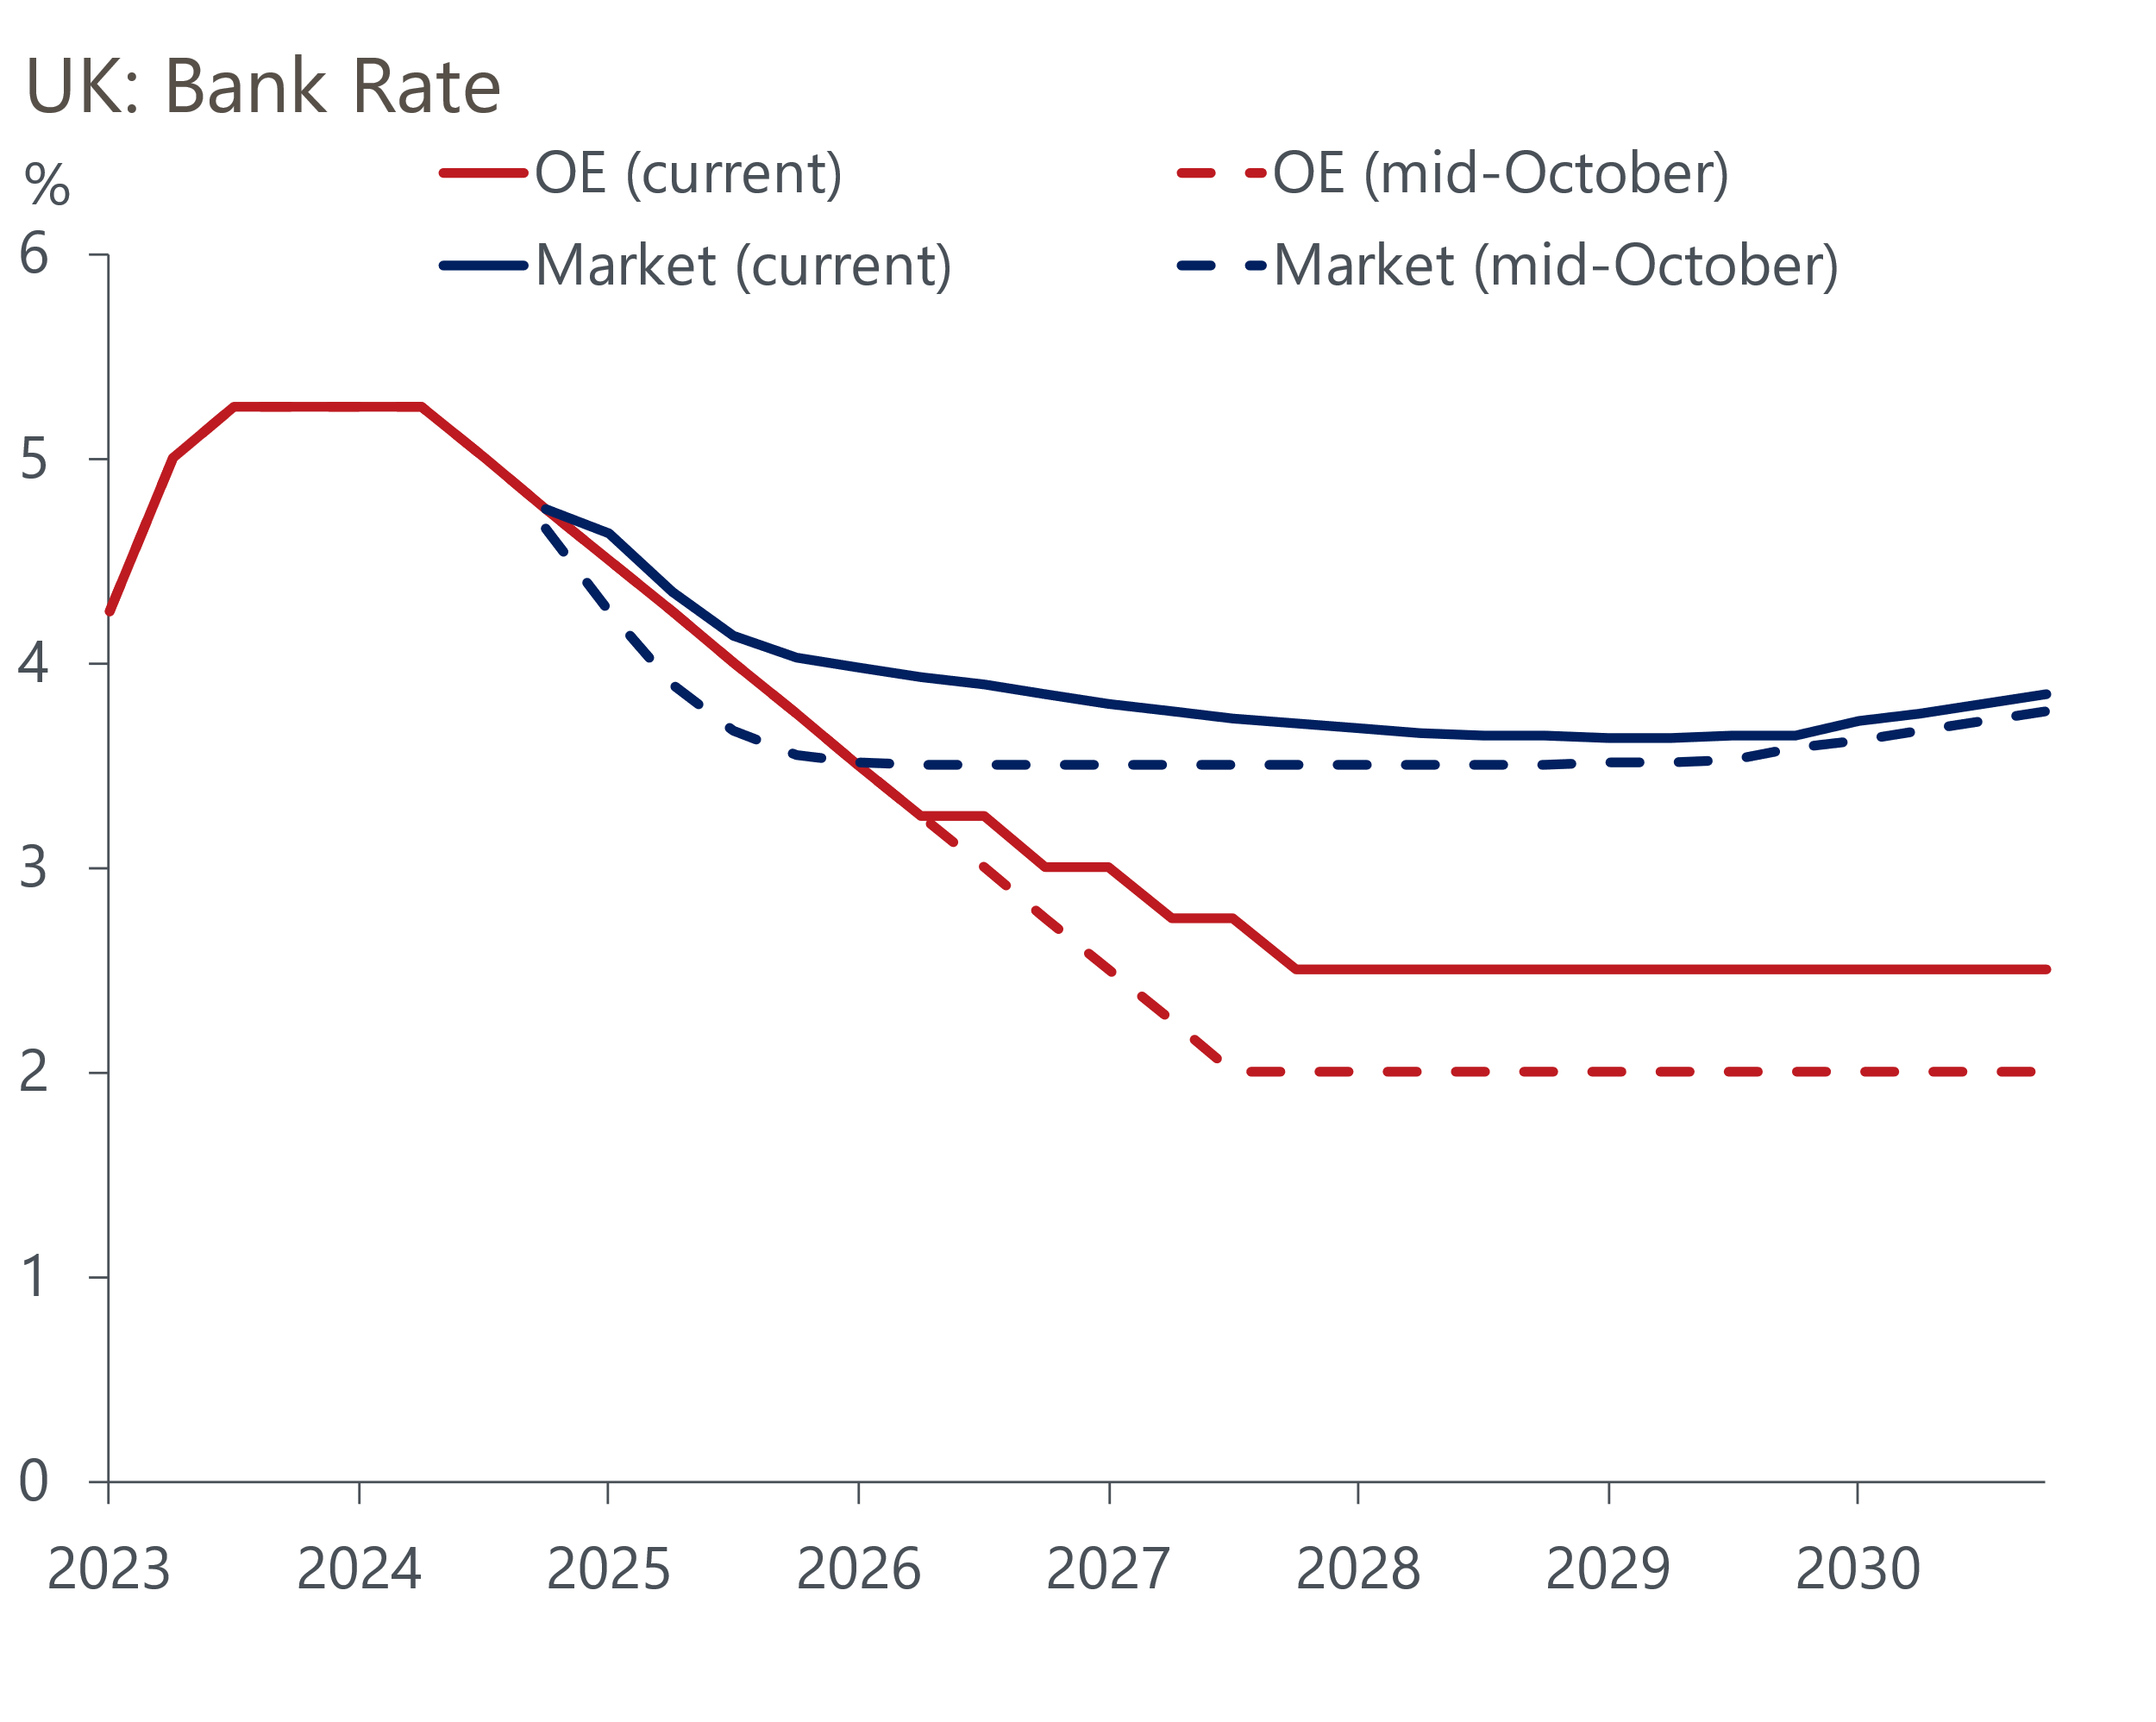 UK: Bank Rate
%
OE (current)
OE (mid-October)
Market (current)
Market (mid-October)
6
5
4
3
2
1
0
2023 2024 2025 2026 2027 2028 2029 2030